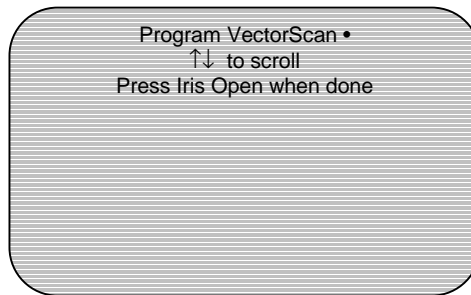 Program VectorScan •
↑↓ to scroll
Press Iris Open when done